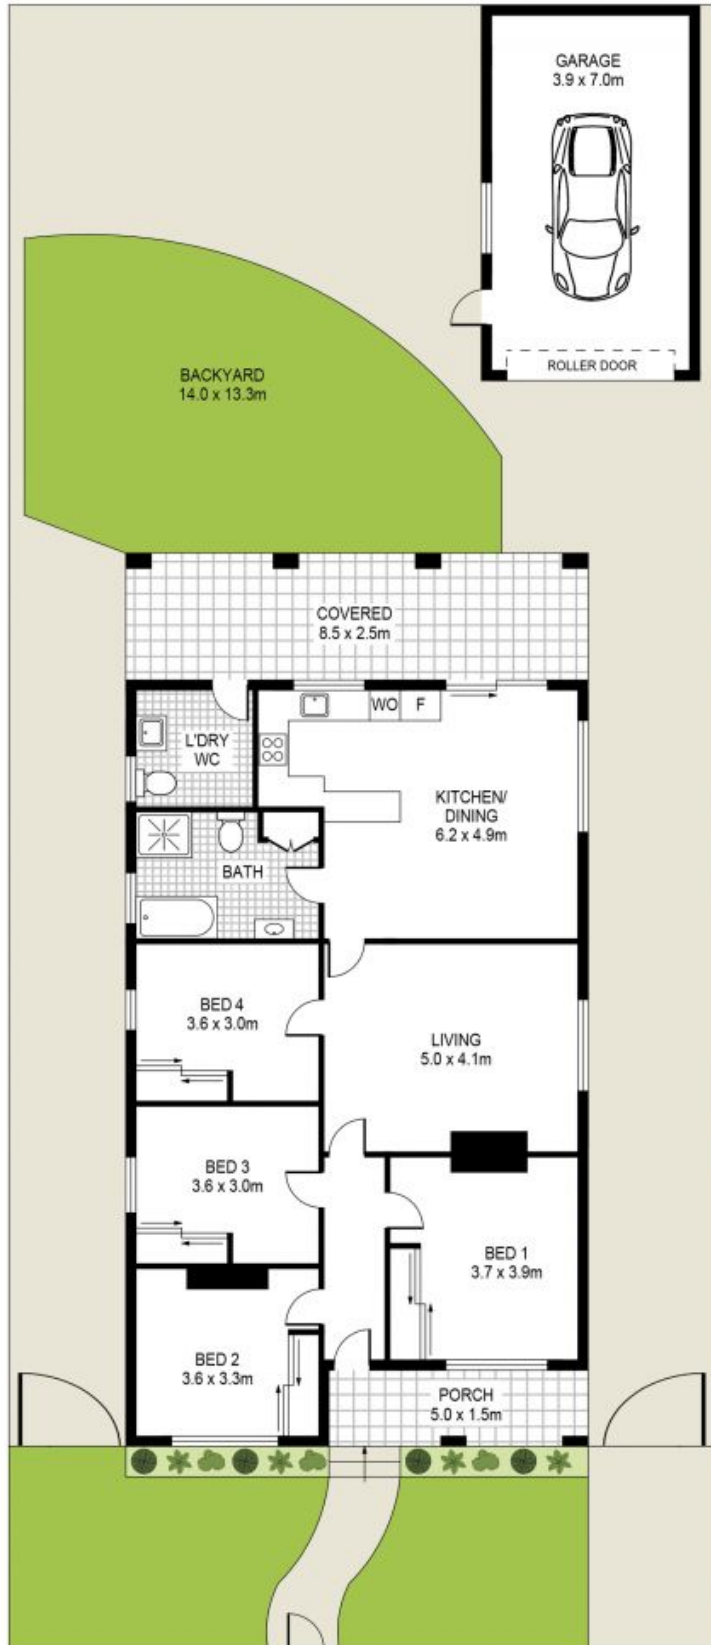 GARAGE
3.9 x 7.0m
ROLLER DOOR
BACKYARD
14.0 x 13.3m
COVERED
8.5 x 2.5m
L'DRY
WC
WO
F
KITCHEN/
DINING
6.2 x 4.9m
BATH
BED 4
3.6 x 3.0m
LIVING
5.0 x 4.1m
BED 3
3.6 x 3.0m
BED 1
3.7 x 3.9m
BED 2
3.6 x 3.3m
PORCH
5.0 x 1.5m